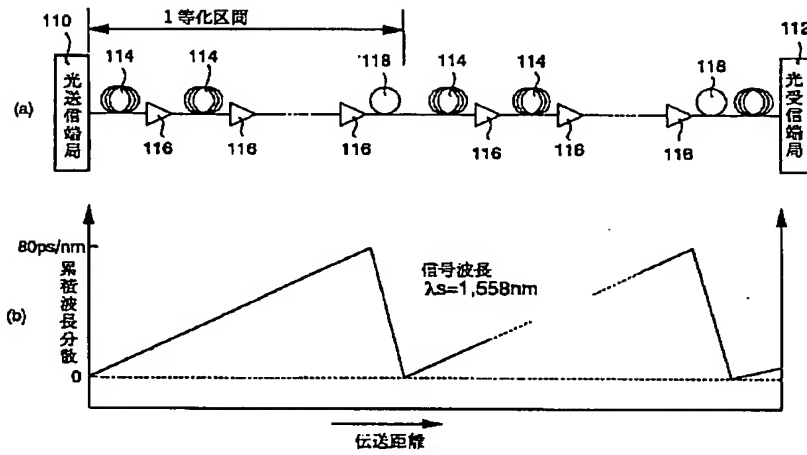 1等化区間
110
112
114
114
118
114
114
118
(a)
光送信端局
光受信端局
116
116
116
116
116
116
80ps/nm
累積波長分散
0
(b)
信号波長
λs=1,558nm
伝送距離